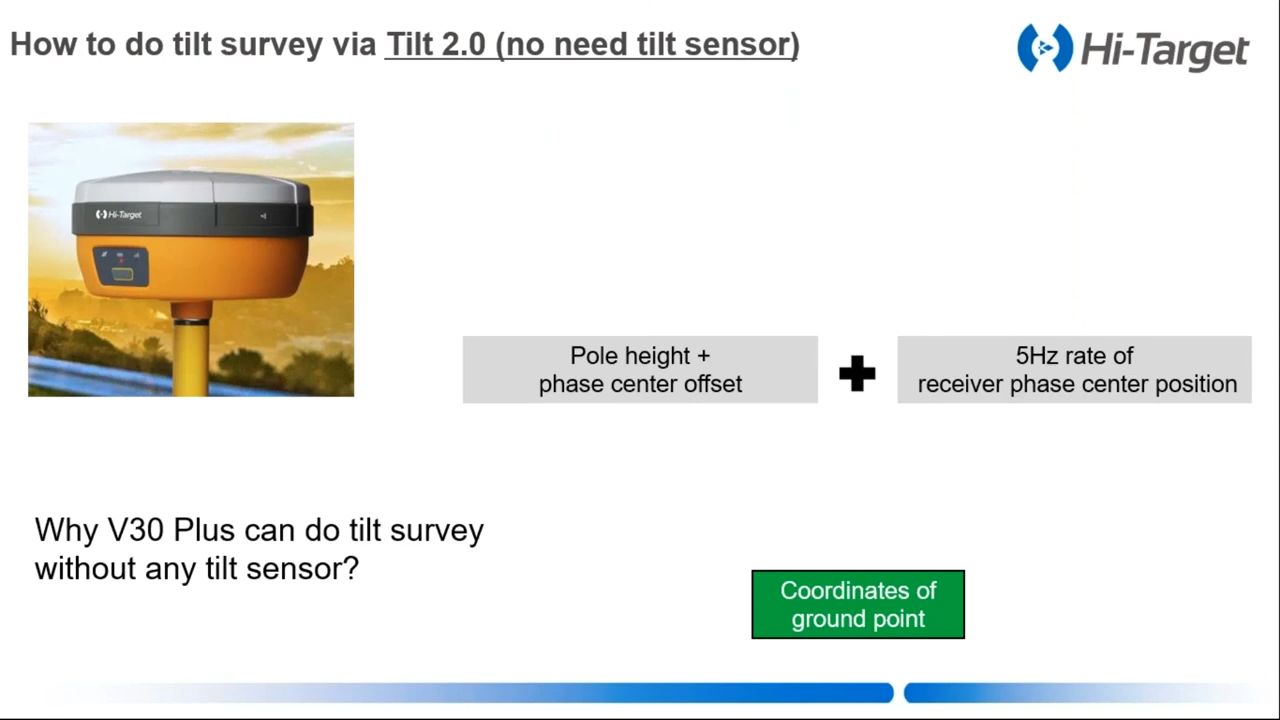 How to do tilt survey via Tilt 2.0 (no need tilt sensor)
Hi-Target
Hi-Target
Pole height +
phase center offset
5Hz rate of
receiver phase center position
Why V30 Plus can do tilt survey
without any tilt sensor?
Coordinates of
ground point